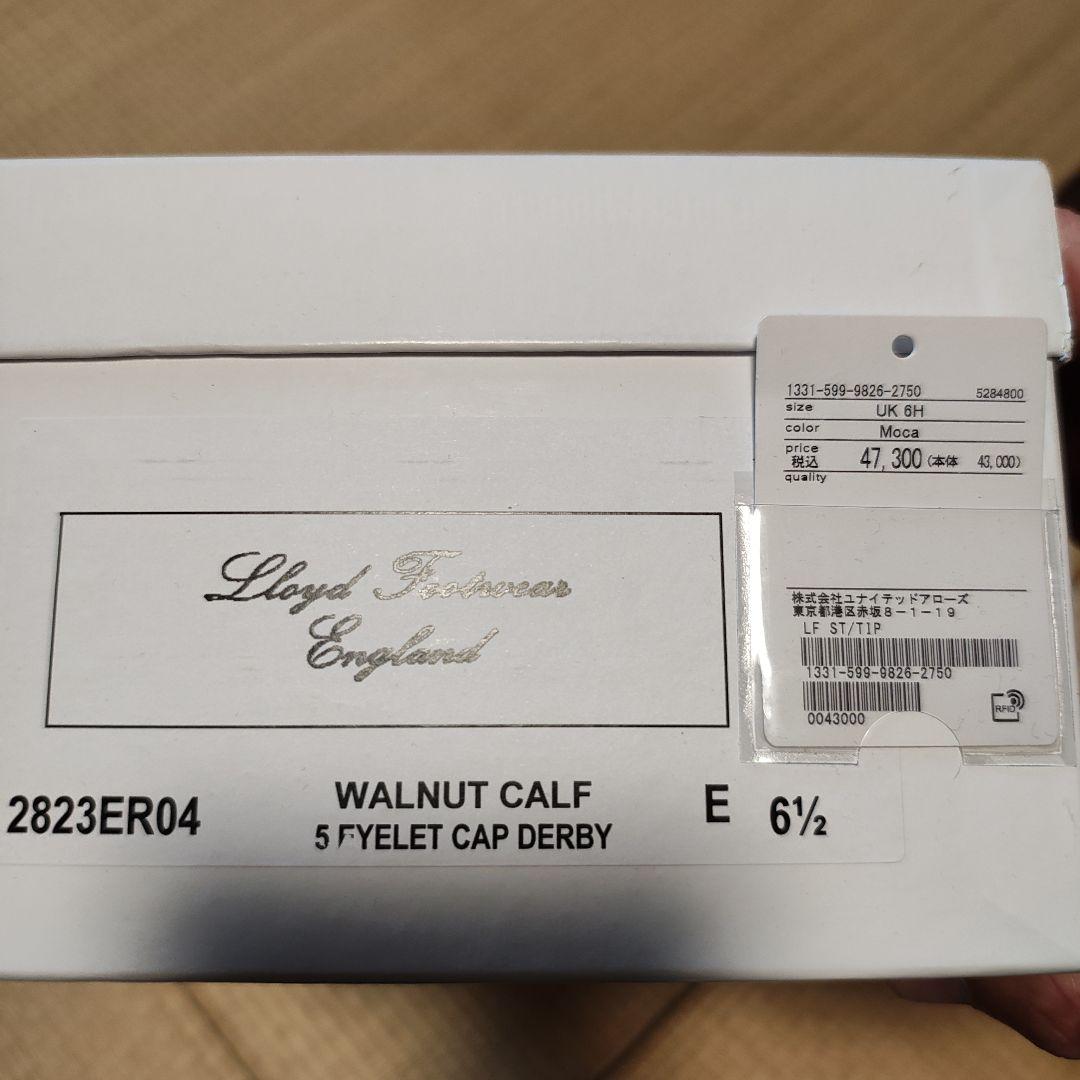 1331-599-9826-2750 5284800
size UK 6H
color Moca
price
税込 47,300 (本体 43,000)
quality
株式会社ユナイテッドアローズ
東京都港区赤坂8-1-19
LF ST/TIP
1331-599-9826-2750
0043000
RFID
Lloyd Footwear
England
2823ER04
WALNUT CALF
5 EYELET CAP DERBY
E 6½